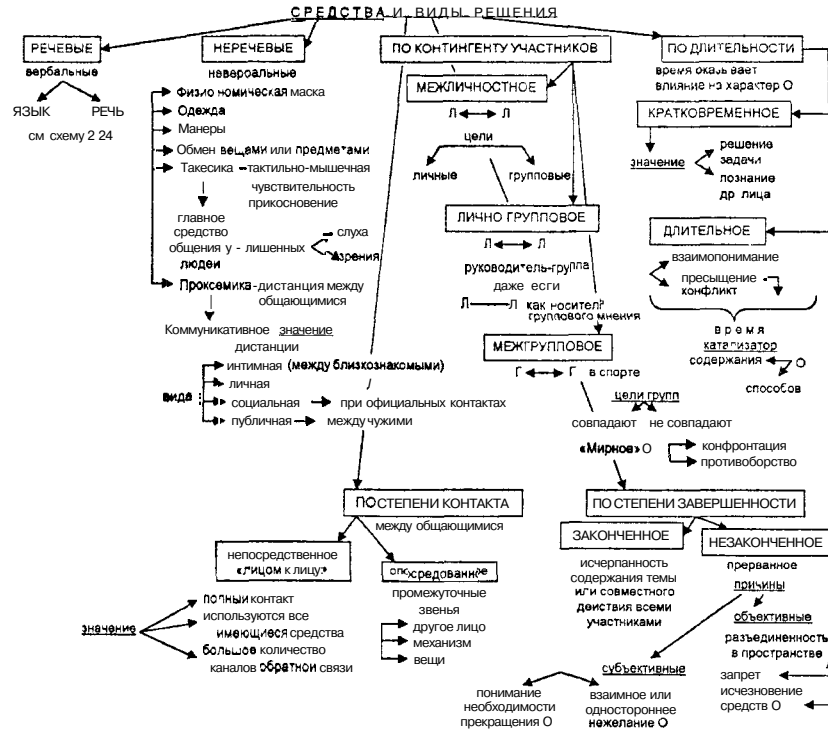 СРЕДСТВА И ВИДЫ РЕШЕНИЯ
РЕЧЕВЫЕ
вербальные
ЯЗЫК РЕЧЬ
см схему 2 24
НЕРЕЧЕВЫЕ
невероальные
Физио номическая маска
Одежда
Манеры
Обмен вещами или предметами
Такесика - тактильно-мышечная
чувствительность
прикосновение
главное
средство
общения у - лишенных
людеи
слуха
зрения
Проксемика - дистанция между
общающимися
Коммуникативное значение
дистанции
вида :
интимная (между близкознакомыми)
личная
социальная при официальных контактах
публичная между чужими
ПО КОНТИНГЕНТУ УЧАСТНИКОВ
МЕЖЛИЧНОСТНОЕ
Л Л
цели
личные групповые
ЛИЧНО ГРУППОВОЕ
Л Л
руководитель-группа
даже если
Л Л как носител
группового мнения
МЕЖГРУППОВОЕ
Г Г в спорте
цели групп
совпадают не совпадают
«Мирное» О
конфронтация
противоборство
ПО ДЛИТЕЛЬНОСТИ
время оказывает
влияние на характер О
КРАТКОВРЕМЕННОЕ
значение
решение
задачи
познание
др лица
ДЛИТЕЛЬНОЕ
взаимопонимание
пресыщение
конфликт
время
катализатор
содержания О
способов
ПО СТЕПЕНИ КОНТАКТА
между общающимися
непосредственное
«лицом к лицу»
значение
полный контакт
используются все
имеющиеся средства
большое количество
каналов обратнои связи
опосредованное
промежуточные
звенья
другое лицо
механизм
вещи
ПО СТЕПЕНИ ЗАВЕРШЕННОСТИ
ЗАКОНЧЕННОЕ
исчерпанность
содержания темы
или совместного
действия всеми
участниками
НЕЗАКОНЧЕННОЕ
прерванное
причины
объективные
разъединенность
в пространстве
запрет
исчезновение
средств О
субъективные
понимание
необходимости
прекращения О
взаимное или
одностороннее
нежелание О